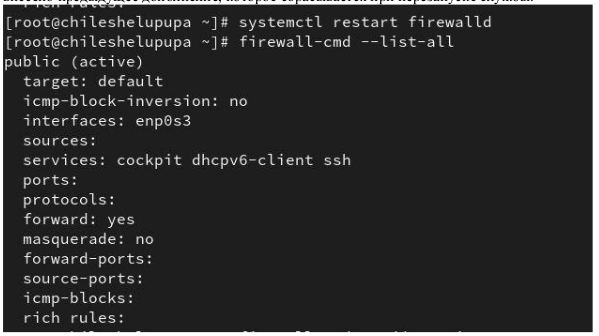 [root@chileshelupupa ~]# systemctl restart firewalld
[root@chileshelupupa ~]# firewall-cmd --list-all
public (active)
target: default
icmp-block-inversion: no
interfaces: enp0s3
sources:
services: cockpit dhcpv6-client ssh
ports:
protocols:
forward: yes
masquerade: no
forward-ports:
source-ports:
icmp-blocks:
rich rules: